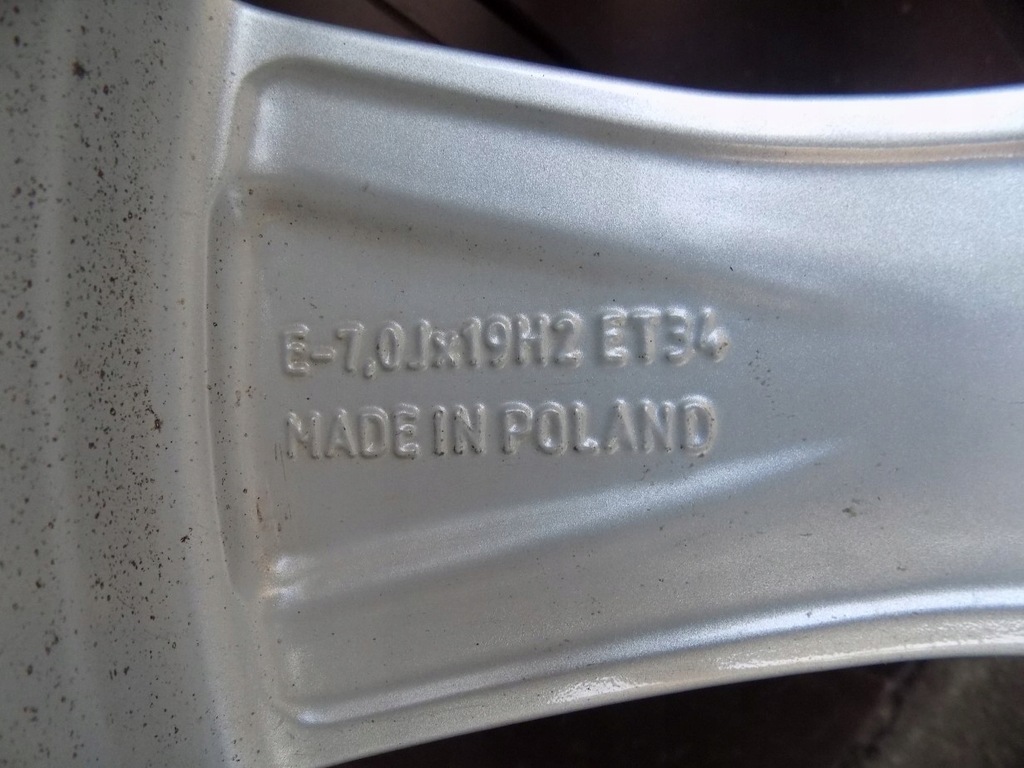 E-7,0Jx19H2 ET34
MADE IN POLAND